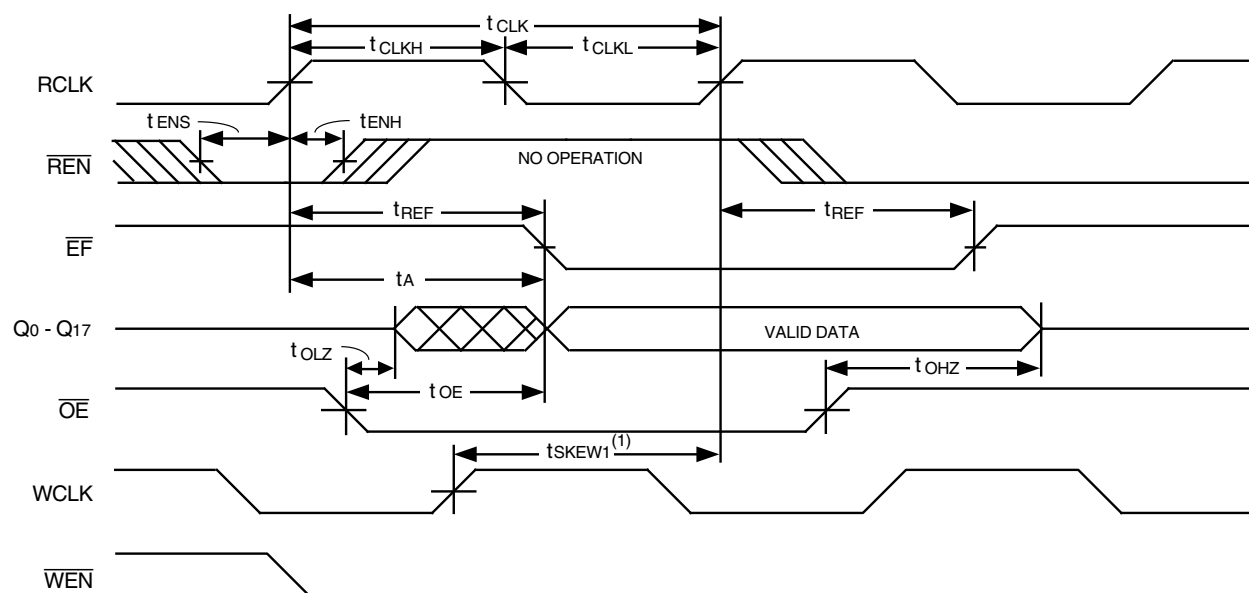 tCLK
tCLKH tCLKL
RCLK
tENS tENH
REN NO OPERATION
tREF tREF
EF
tA
Q0 - Q17 VALID DATA
tOLZ tOHZ
tOE
OE
tSKEW1(1)
WCLK
WEN